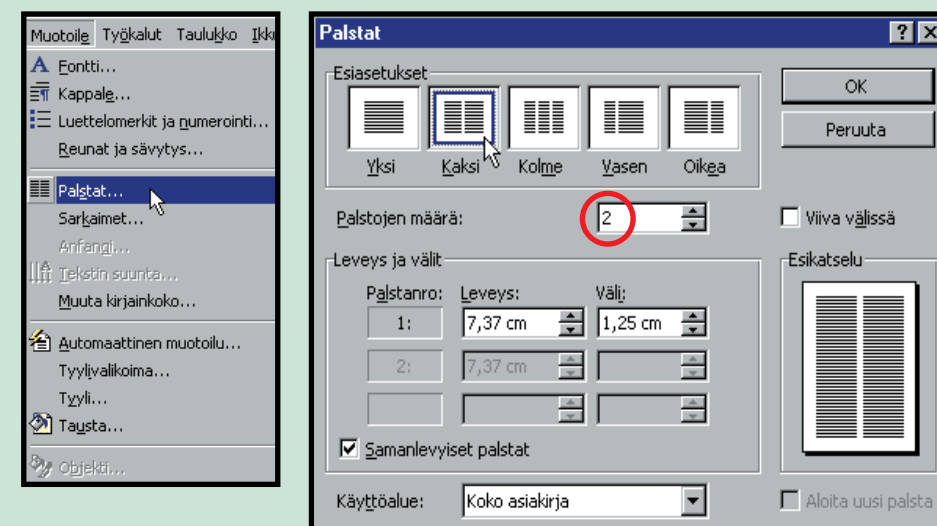 Muotoile Työkalut Taulukko Ikku
Fontti...
Kappale...
Luettelomerkit ja numerointi...
Reunat ja sävytys...
Palstat...
Sarkaimet...
Anfangi...
Tekstin suunta...
Muuta kirjainkoko...
Automaattinen muotoilu...
Tyylivalikoima...
Tyyli...
Tausta...
Objekti...
Palstat
Esiasetukset
Yksi Kaksi Kolme Vasen Oikea
OK
Peruuta
Palstojen määrä: 2
Viiva välissä
Leveys ja välit
Palstanro: Leveys: Väli:
1: 7,37 cm 1,25 cm
2: 7,37 cm
Samanlevyiset palstat
Esikatselu
Käyttöalue: Koko asiakirja
Aloita uusi palsta